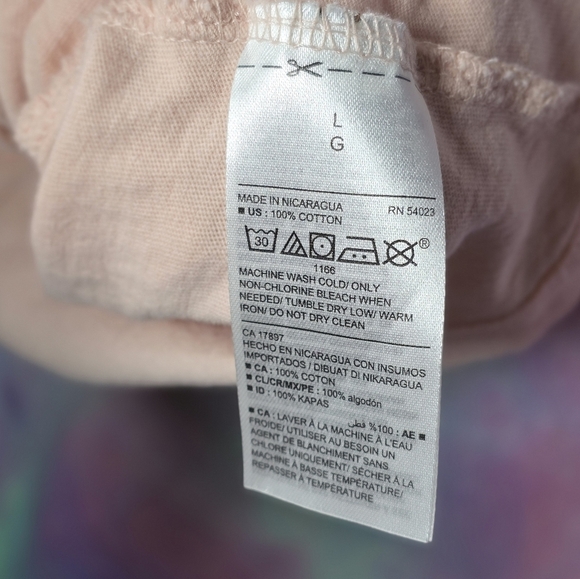 L
G
MADE IN NICARAGUA RN 54023
■ US : 100% COTTON
30
®
1166
MACHINE WASH COLD/ ONLY
NON-CHLORINE BLEACH WHEN
NEEDED/ TUMBLE DRY LOW/ WARM
IRON/ DO NOT DRY CLEAN
CA 17897
HECHO EN NICARAGUA CON INSUMOS
IMPORTADOS / DIBUAT DI NIKARAGUA
■ CA : 100% COTON
■ CL/CR/MX/PE : 100% algodón
■ ID : 100% KAPAS
■ AE : 100% قطن
■ CA : LAVER À LA MACHINE À L'EAU
FROIDE/ UTILISER AU BESOIN UN
AGENT DE BLANCHIMENT SANS
CHLORE UNIQUEMENT/ SÉCHER À LA
MACHINE À BASSE TEMPÉRATURE/
REPASSER À TEMPÉRATURE